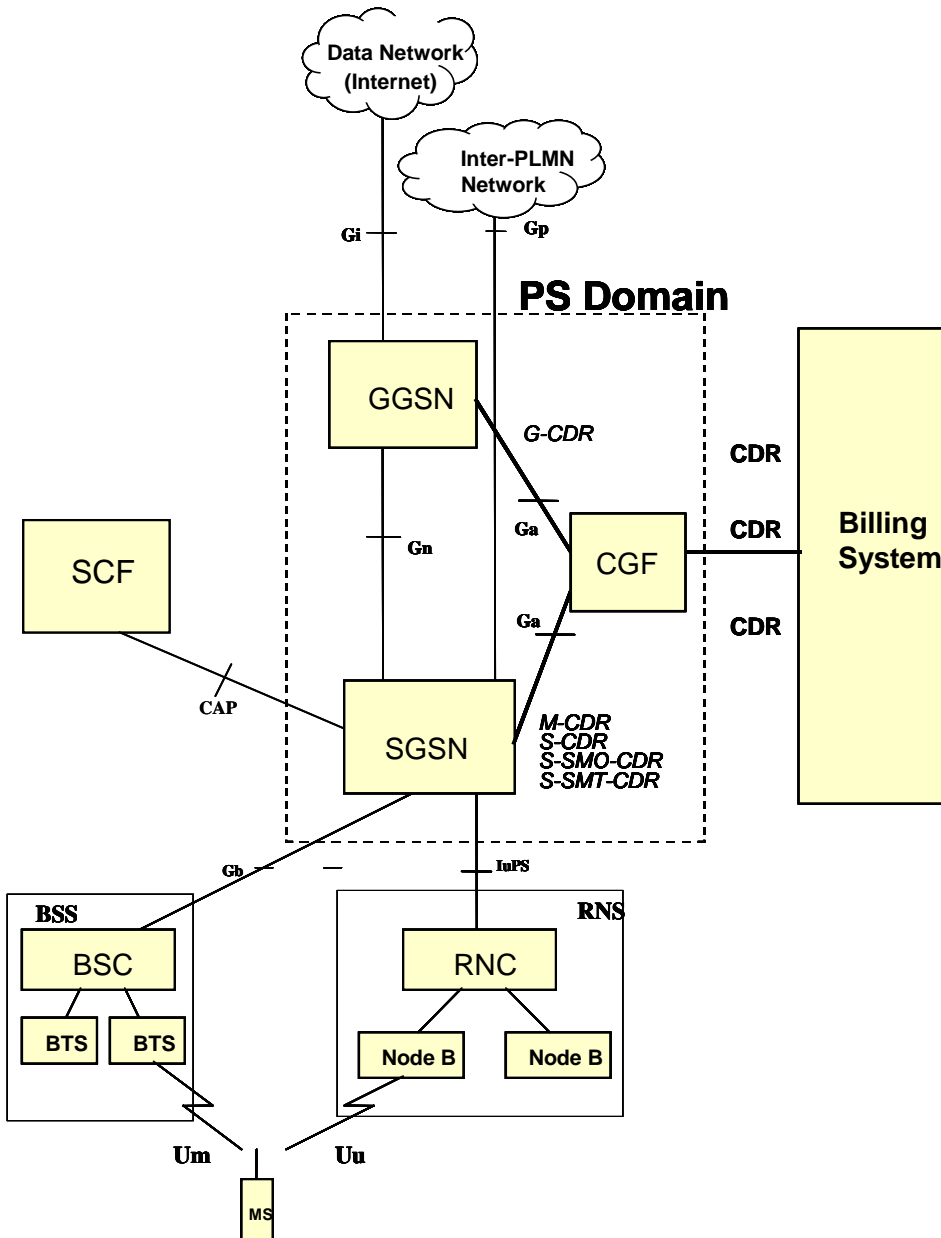 Data Network
(Internet)
Inter-PLMN
Network
Gi
Gp
PS Domain
GGSN
G-CDR
CDR
Ga
Gn
SCF
CGF
CDR
Billing
System
Ga
CDR
CAP
SGSN
M-CDR
S-CDR
S-SMO-CDR
S-SMT-CDR
Gb
IuPS
BSS
RNS
BSC
RNC
BTS
BTS
Node B
Node B
Um
Uu
MS